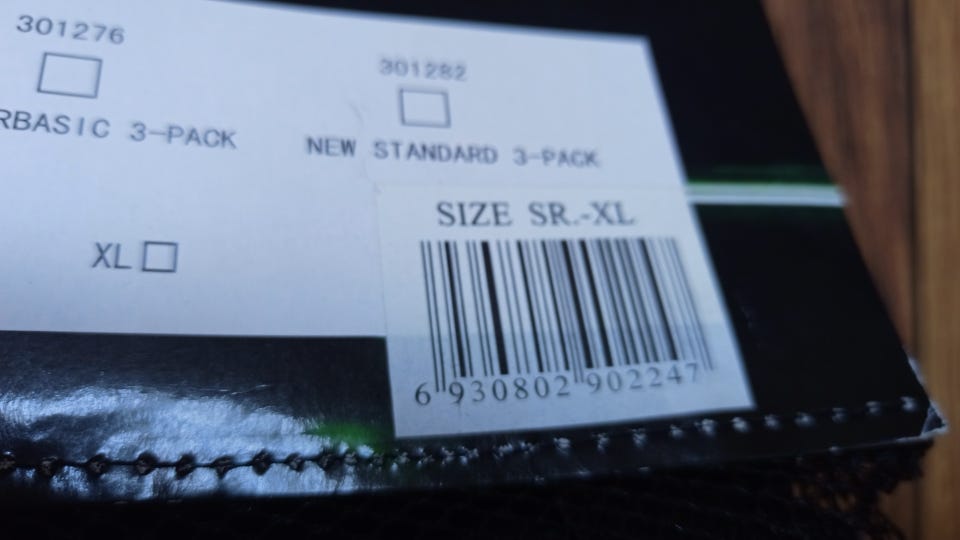 301276
301282
RBASIC 3-PACK
NEW STANDARD 3-PACK
SIZE SR.-XL
XL
6 930802 902247